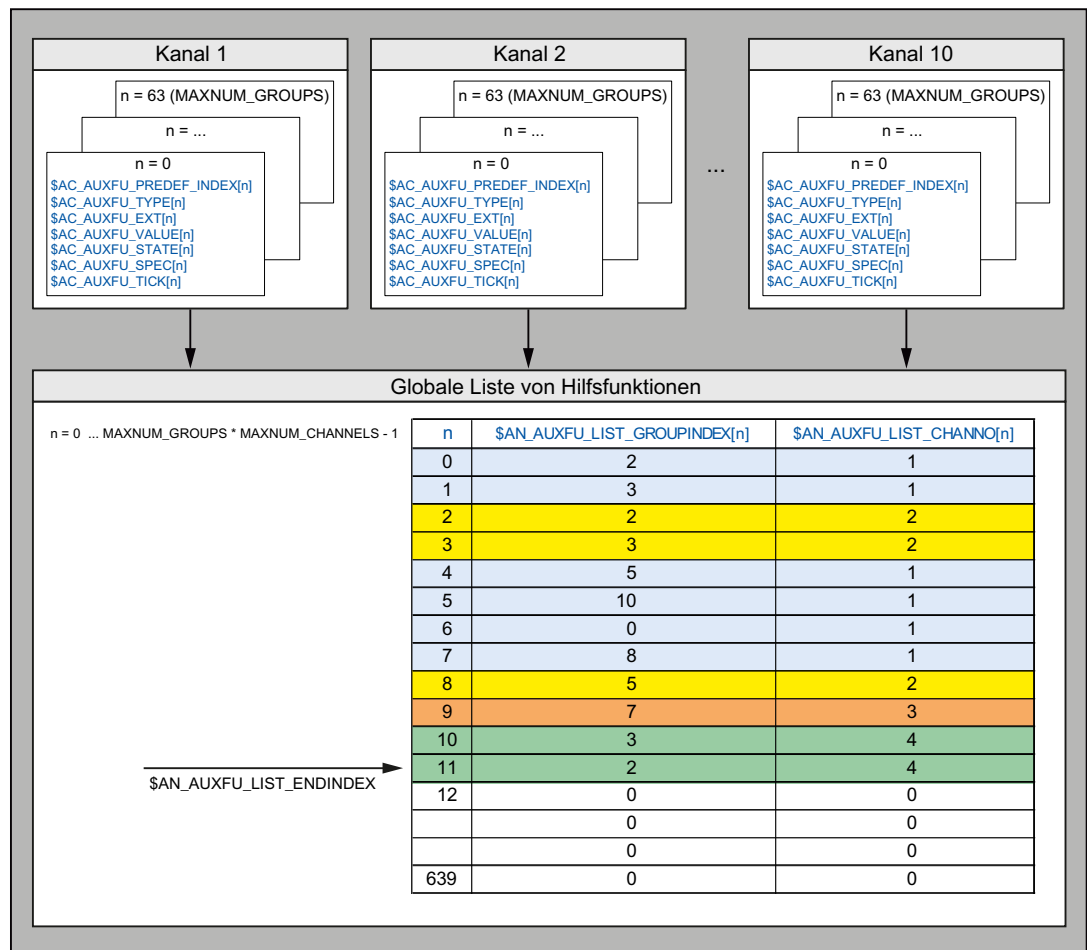 Kanal 1
n = 63 (MAXNUM_GROUPS)
n = ...
n = 0
$AC_AUXFU_PREDEF_INDEX[n]
$AC_AUXFU_TYPE[n]
$AC_AUXFU_EXT[n]
$AC_AUXFU_VALUE[n]
$AC_AUXFU_STATE[n]
$AC_AUXFU_SPEC[n]
$AC_AUXFU_TICK[n]
Kanal 2
n = 63 (MAXNUM_GROUPS)
n = ...
n = 0
$AC_AUXFU_PREDEF_INDEX[n]
$AC_AUXFU_TYPE[n]
$AC_AUXFU_EXT[n]
$AC_AUXFU_VALUE[n]
$AC_AUXFU_STATE[n]
$AC_AUXFU_SPEC[n]
$AC_AUXFU_TICK[n]
...
Kanal 10
n = 63 (MAXNUM_GROUPS)
n = ...
n = 0
$AC_AUXFU_PREDEF_INDEX[n]
$AC_AUXFU_TYPE[n]
$AC_AUXFU_EXT[n]
$AC_AUXFU_VALUE[n]
$AC_AUXFU_STATE[n]
$AC_AUXFU_SPEC[n]
$AC_AUXFU_TICK[n]
Globale Liste von Hilfsfunktionen
n = 0 ... MAXNUM_GROUPS * MAXNUM_CHANNELS - 1
n $AN_AUXFU_LIST_GROUPINDEX[n] $AN_AUXFU_LIST_CHANNO[n]
0 2 1
1 3 1
2 2 2
3 3 2
4 5 1
5 10 1
6 0 1
7 8 1
8 5 2
9 7 3
10 3 4
11 2 4
$AN_AUXFU_LIST_ENDINDEX
12 0 0
0 0
0 0
639 0 0